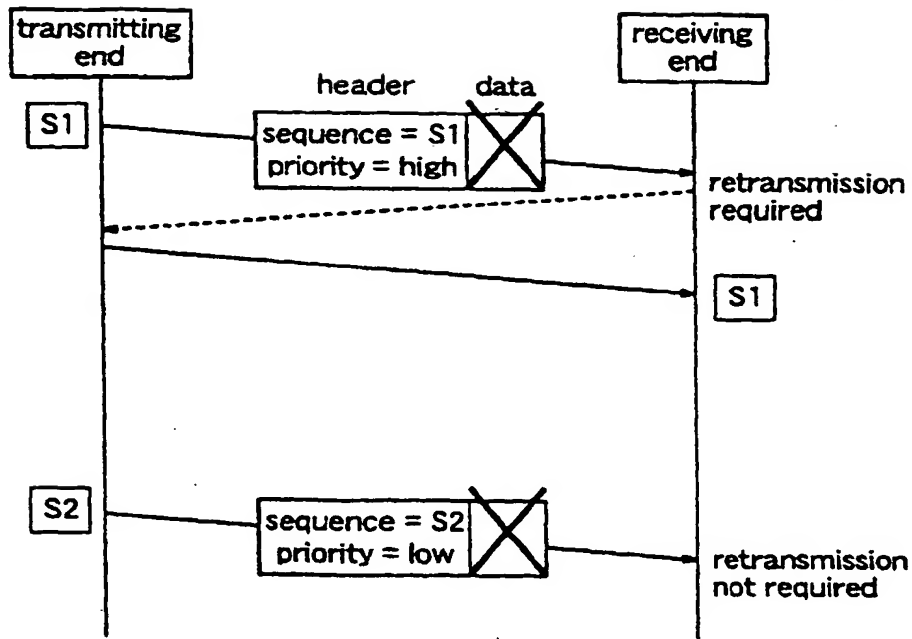 transmitting
end
receiving
end
header
data
S1
sequence = S1
priority = high
retransmission
required
S1
S2
sequence = S2
priority = low
retransmission
not required